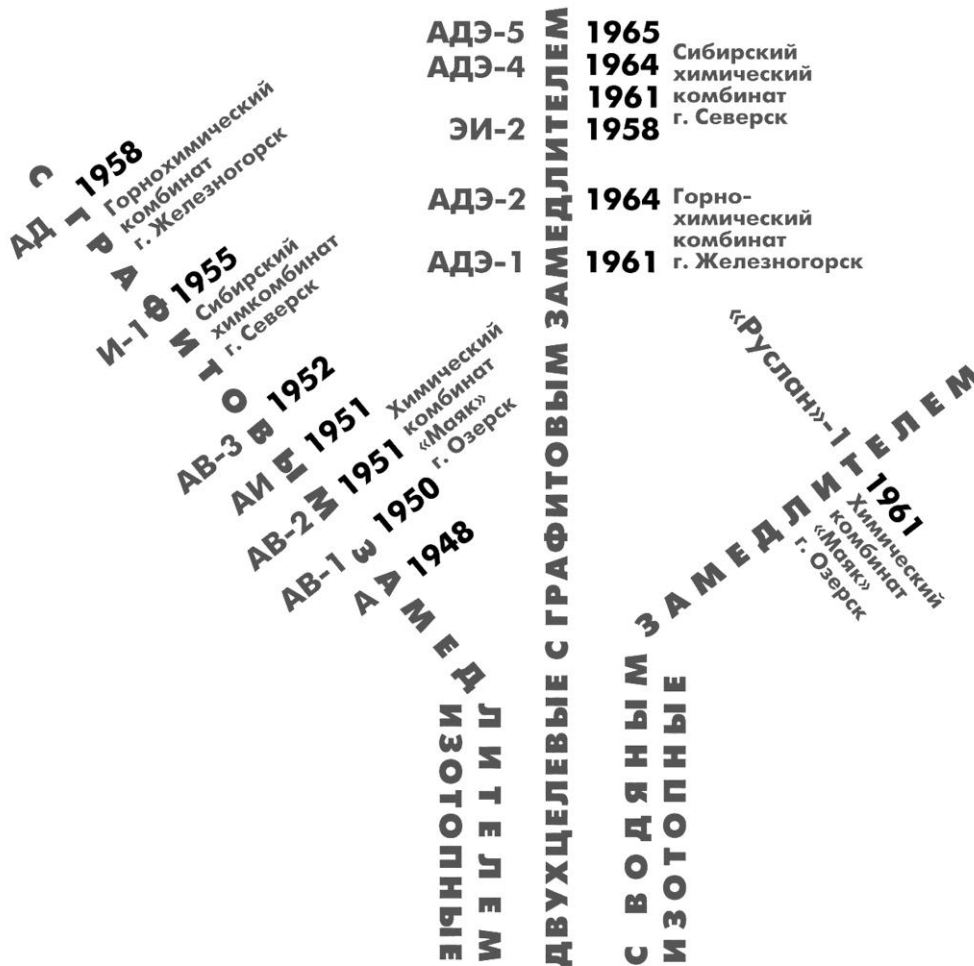 АДЭ-5 1965
АДЭ-4 1964
1961
ЭИ-2 1958
Сибирский
химический
комбинат
г. Северск
АДЭ-2 1964
АДЭ-1 1961
Горно-
химический
комбинат
г. Железногорск
ДВУХЦЕЛЕВЫЕ С ГРАФИТОВЫМ ЗАМЕДЛИТЕЛЕМ
АД 1958
Горнохимический
комбинат
г. Железногорск
И-1 1955
Сибирский
химкомбинат
г. Северск
АВ-3 1952
АИ 1951
АВ-2 1951
АВ-1 1950
А 1948
Химический
комбинат
«Маяк»
г. Озерск
ИЗОТОПНЫЕ
С ГРАФИТОВЫМ ЗАМЕДЛИТЕЛЕМ
«Руслан»-1 1961
Химический
комбинат
«Маяк»
г. Озерск
С ВОДЯНЫМ ЗАМЕДЛИТЕЛЕМ
ИЗОТОПНЫЕ